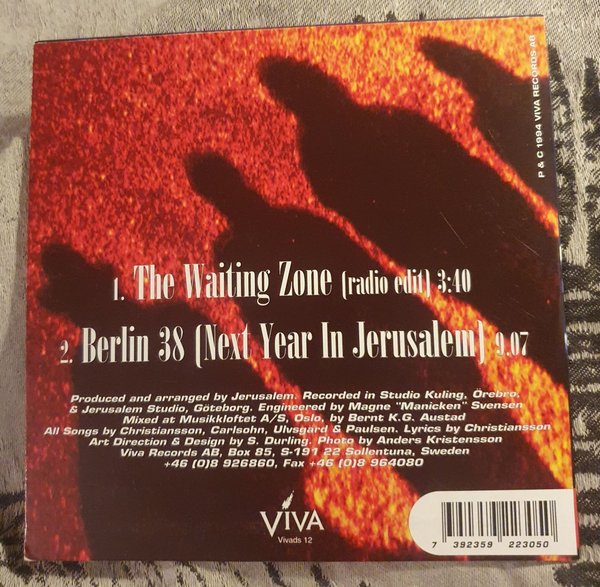 P & C 1994 VIVA RECORDS AB
1. The Waiting Zone (radio edit) 3:40
2. Berlin 38 (Next Year In Jerusalem) 9.07
Produced and arranged by Jerusalem. Recorded in Studio Kuling, Örebro,
& Jerusalem Studio, Göteborg. Engineered by Magne "Manicken" Svensen
Mixed at Musikkloftet A/S, Oslo, by Bernt K.G. Austad
All Songs by Christiansson, Carlsohn, Ulvsgärd & Paulsen. Lyrics by Christiansson
Art Direction & Design by S. Durling. Photo by Anders Kristensson
Viva Records AB, Box 85, S-191 22 Sollentuna, Sweden
+46 (0)8 926860, Fax +46 (0)8 964080
VIVA
Vivads 12
7 392359 223050